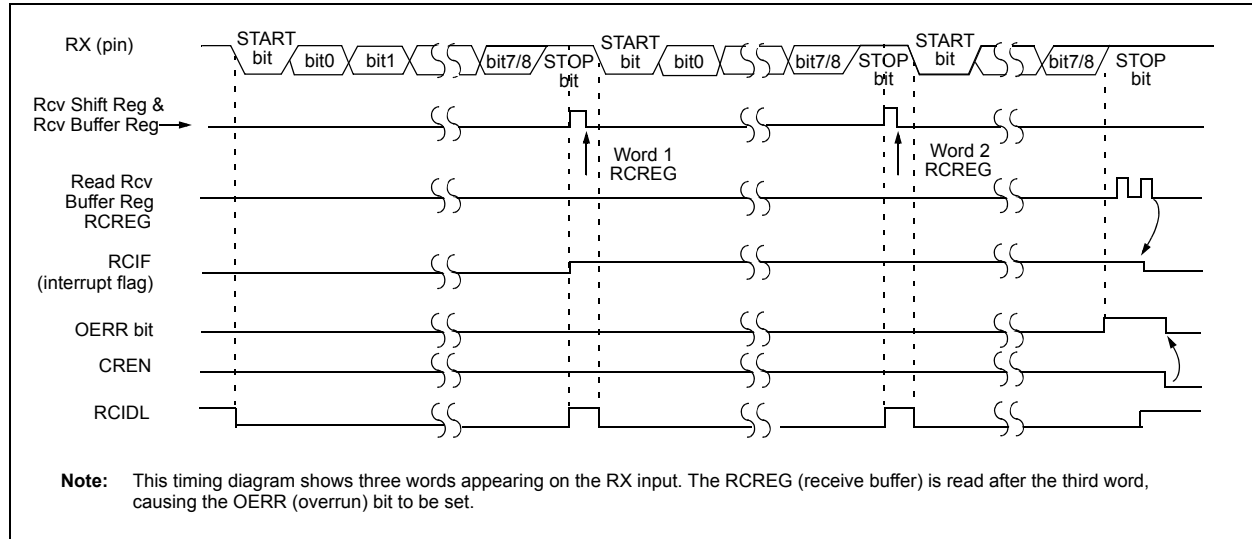 RX (pin)
START
bit
bit0
bit1
bit7/8
STOP
bit
START
bit
bit0
bit7/8
STOP
bit
START
bit
bit7/8
STOP
bit
Rcv Shift Reg &
Rcv Buffer Reg
Word 1
RCREG
Word 2
RCREG
Read Rcv
Buffer Reg
RCREG
RCIF
(interrupt flag)
OERR bit
CREN
RCIDL
Note: This timing diagram shows three words appearing on the RX input. The RCREG (receive buffer) is read after the third word,
causing the OERR (overrun) bit to be set.